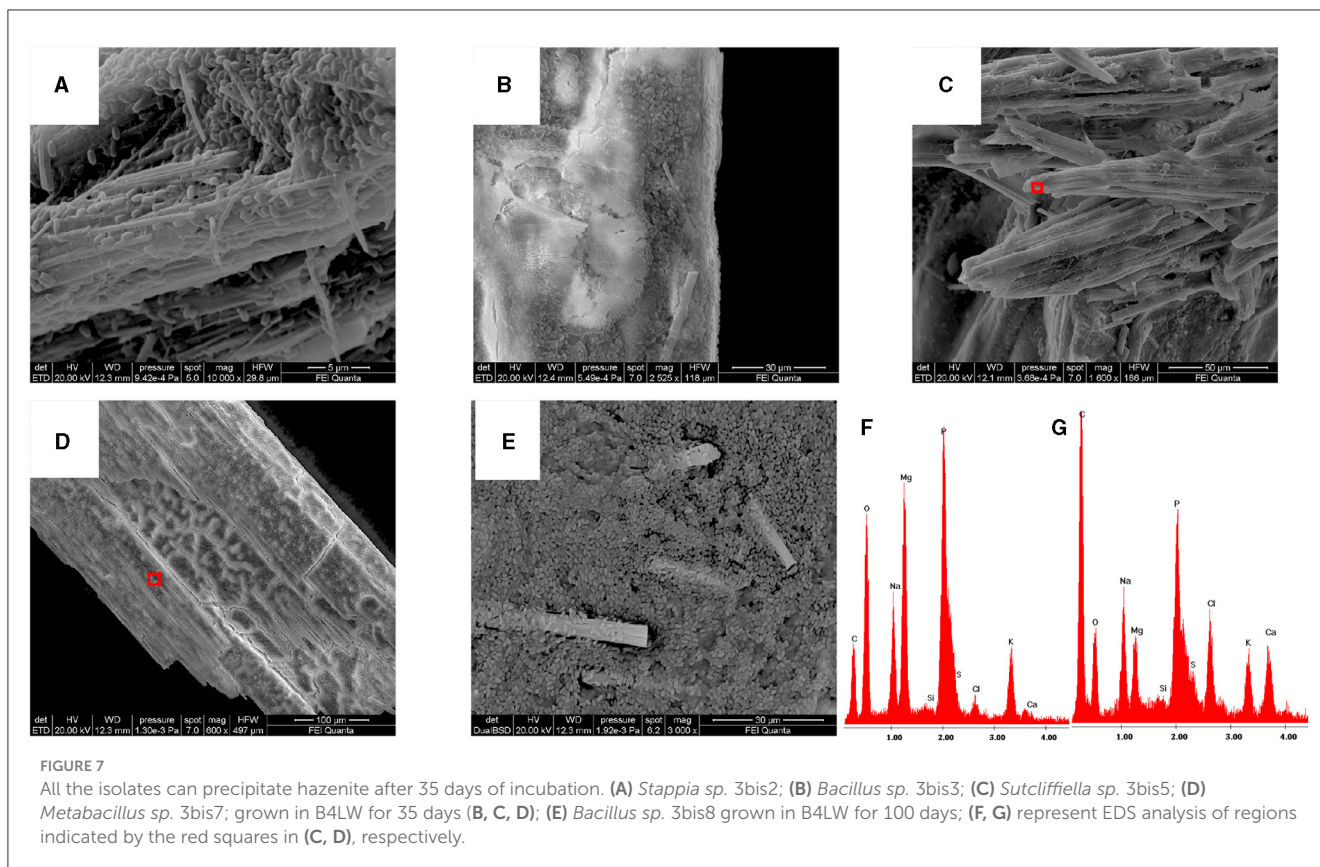 A
det HV WD pressure spot mag HFW 5 µm
ETD 20.00 kV 12.3 mm 9.42e-4 Pa 5.0 10 000 x 29.8 µm FEI Quanta
B
det HV WD pressure spot mag HFW 30 µm
ETD 20.00 kV 12.4 mm 5.49e-4 Pa 7.0 2 525 x 118 µm FEI Quanta
C
det HV WD pressure spot mag HFW 50 µm
ETD 20.00 kV 12.1 mm 3.68e-4 Pa 7.0 1 600 x 186 µm FEI Quanta
D
det HV WD pressure spot mag HFW 100 µm
ETD 20.00 kV 12.3 mm 1.30e-3 Pa 7.0 600 x 497 µm FEI Quanta
E
det HV WD pressure spot mag HFW 30 µm
DualBSD 20.00 kV 12.3 mm 1.92e-3 Pa 6.2 3 000 x FEI Quanta
F
C O Na Mg Si P S Cl K Ca
1.00 2.00 3.00 4.00
G
C O Na Mg Si P S Cl K Ca
1.00 2.00 3.00 4.00
FIGURE 7
All the isolates can precipitate hazenite after 35 days of incubation. (A) Stappia sp. 3bis2; (B) Bacillus sp. 3bis3; (C) Sutcliffiella sp. 3bis5; (D)
Metabacillus sp. 3bis7; grown in B4LW for 35 days (B, C, D); (E) Bacillus sp. 3bis8 grown in B4LW for 100 days; (F, G) represent EDS analysis of regions
indicated by the red squares in (C, D), respectively.